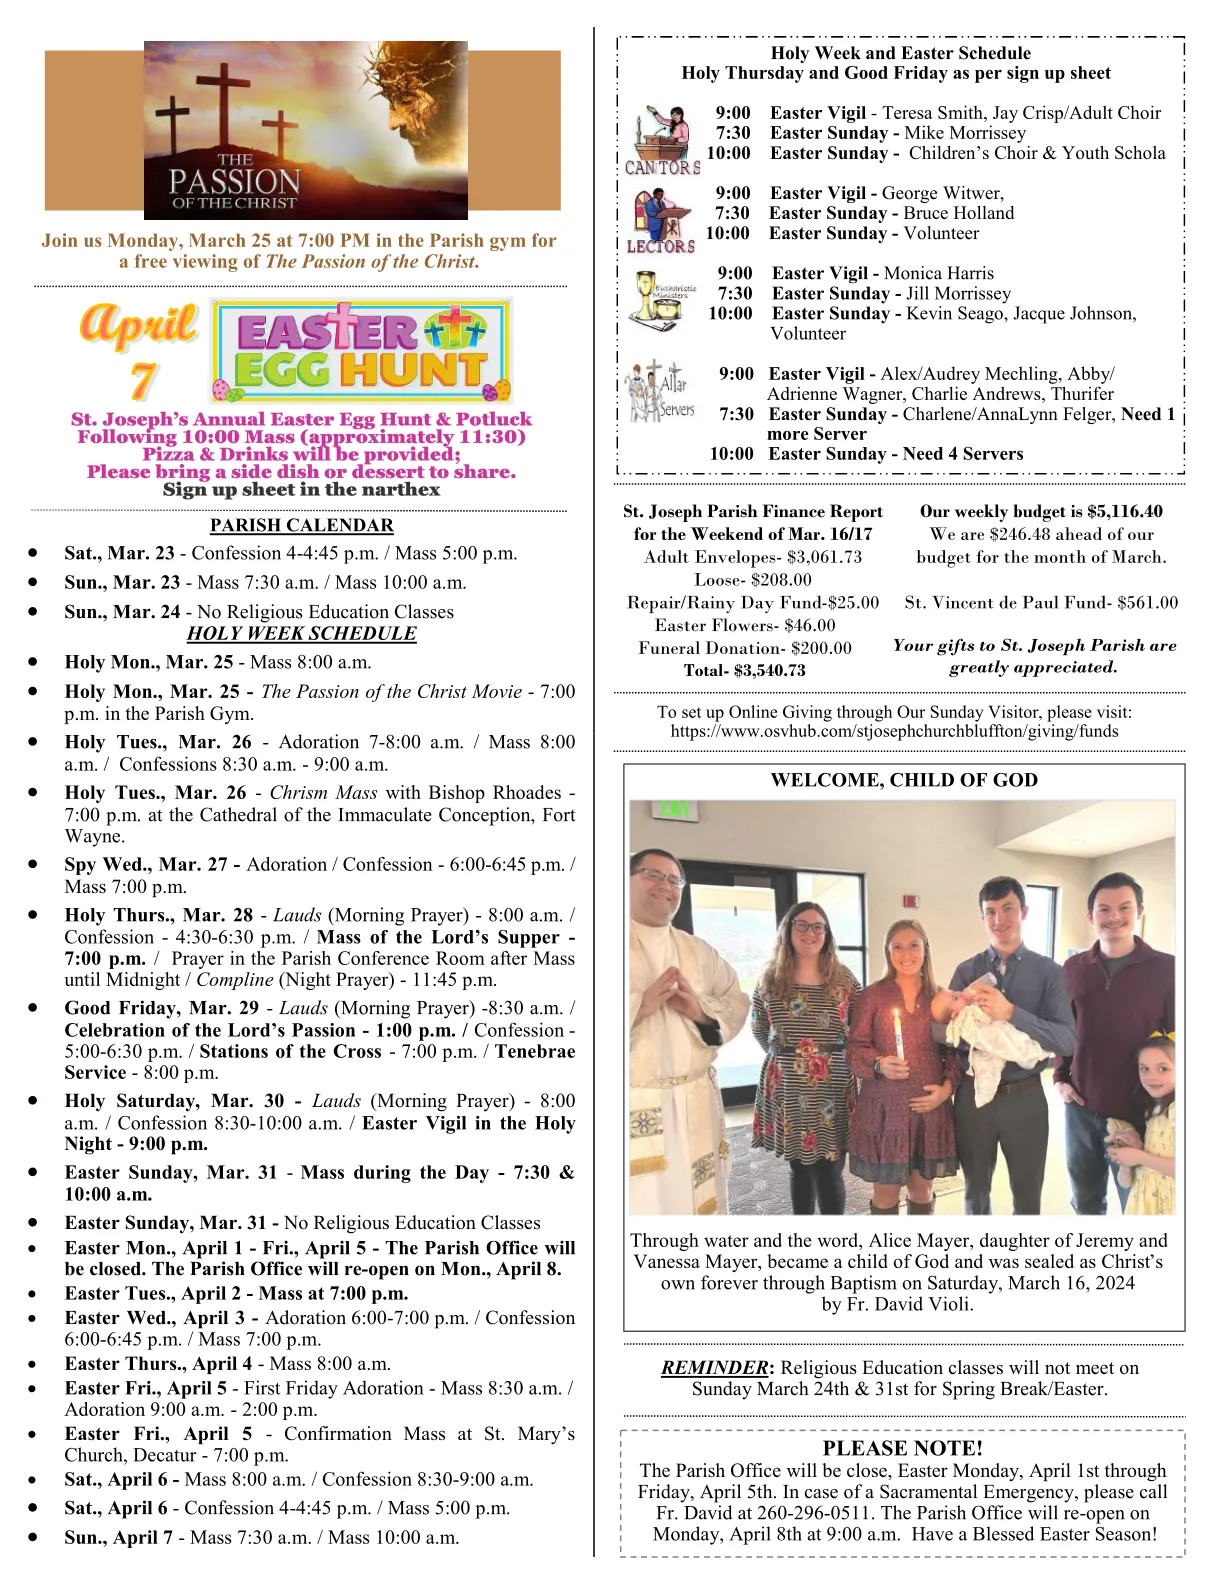 THE
PASSION
OF THE CHRIST
Join us Monday, March 25 at 7:00 PM in the Parish gym for
a free viewing of The Passion of the Christ.
April
7
EASTER
EGG HUNT
St. Joseph's Annual Easter Egg Hunt & Potluck
Following 10:00 Mass (approximately 11:30)
Pizza & Drinks will be provided;
Please bring a side dish or dessert to share.
Sign up sheet in the narthex
PARISH CALENDAR
• Sat., Mar. 23 - Confession 4-4:45 p.m. / Mass 5:00 p.m.
• Sun., Mar. 23 - Mass 7:30 a.m. / Mass 10:00 a.m.
• Sun., Mar. 24 - No Religious Education Classes
HOLY WEEK SCHEDULE
• Holy Mon., Mar. 25 - Mass 8:00 a.m.
• Holy Mon., Mar. 25 - The Passion of the Christ Movie - 7:00
p.m. in the Parish Gym.
• Holy Tues., Mar. 26 - Adoration 7-8:00 a.m. / Mass 8:00
a.m. / Confessions 8:30 a.m. - 9:00 a.m.
• Holy Tues., Mar. 26 - Chrism Mass with Bishop Rhoades -
7:00 p.m. at the Cathedral of the Immaculate Conception, Fort
Wayne.
• Spy Wed., Mar. 27 - Adoration / Confession - 6:00-6:45 p.m. /
Mass 7:00 p.m.
• Holy Thurs., Mar. 28 - Lauds (Morning Prayer) - 8:00 a.m. /
Confession - 4:30-6:30 p.m. / Mass of the Lord's Supper -
7:00 p.m. / Prayer in the Parish Conference Room after Mass
until Midnight / Compline (Night Prayer) - 11:45 p.m.
• Good Friday, Mar. 29 - Lauds (Morning Prayer) -8:30 a.m. /
Celebration of the Lord's Passion - 1:00 p.m. / Confession -
5:00-6:30 p.m. / Stations of the Cross - 7:00 p.m. / Tenebrae
Service - 8:00 p.m.
• Holy Saturday, Mar. 30 - Lauds (Morning Prayer) - 8:00
a.m. / Confession 8:30-10:00 a.m. / Easter Vigil in the Holy
Night - 9:00 p.m.
• Easter Sunday, Mar. 31 - Mass during the Day - 7:30 &
10:00 a.m.
• Easter Sunday, Mar. 31 - No Religious Education Classes
• Easter Mon., April 1 - Fri., April 5 - The Parish Office will
be closed. The Parish Office will re-open on Mon., April 8.
• Easter Tues., April 2 - Mass at 7:00 p.m.
• Easter Wed., April 3 - Adoration 6:00-7:00 p.m. / Confession
6:00-6:45 p.m. / Mass 7:00 p.m.
• Easter Thurs., April 4 - Mass 8:00 a.m.
• Easter Fri., April 5 - First Friday Adoration - Mass 8:30 a.m. /
Adoration 9:00 a.m. - 2:00 p.m.
• Easter Fri., April 5 - Confirmation Mass at St. Mary's
Church, Decatur - 7:00 p.m.
• Sat., April 6 - Mass 8:00 a.m. / Confession 8:30-9:00 a.m.
• Sat., April 6 - Confession 4-4:45 p.m. / Mass 5:00 p.m.
• Sun., April 7 - Mass 7:30 a.m. / Mass 10:00 a.m.
Holy Week and Easter Schedule
Holy Thursday and Good Friday as per sign up sheet
CANTORS
9:00 Easter Vigil - Teresa Smith, Jay Crisp/Adult Choir
7:30 Easter Sunday - Mike Morrissey
10:00 Easter Sunday - Children's Choir & Youth Schola
LECTORS
9:00 Easter Vigil - George Witwer,
7:30 Easter Sunday - Bruce Holland
10:00 Easter Sunday - Volunteer
Eucharistic
Ministers
9:00 Easter Vigil - Monica Harris
7:30 Easter Sunday - Jill Morrissey
10:00 Easter Sunday - Kevin Seago, Jacque Johnson,
Volunteer
Altar
Servers
9:00 Easter Vigil - Alex/Audrey Mechling, Abby/
Adrienne Wagner, Charlie Andrews, Thurifer
7:30 Easter Sunday - Charlene/AnnaLynn Felger, Need 1
more Server
10:00 Easter Sunday - Need 4 Servers
St. Joseph Parish Finance Report
for the Weekend of Mar. 16/17
Adult Envelopes- $3,061.73
Loose- $208.00
Repair/Rainy Day Fund-$25.00
Easter Flowers- $46.00
Funeral Donation- $200.00
Total- $3,540.73
Our weekly budget is $5,116.40
We are $246.48 ahead of our
budget for the month of March.
St. Vincent de Paul Fund- $561.00
Your gifts to St. Joseph Parish are
greatly appreciated.
To set up Online Giving through Our Sunday Visitor, please visit:
https://www.osvhub.com/stjosephchurchbluffton/giving/funds
WELCOME, CHILD OF GOD
EXIT
Through water and the word, Alice Mayer, daughter of Jeremy and
Vanessa Mayer, became a child of God and was sealed as Christ's
own forever through Baptism on Saturday, March 16, 2024
by Fr. David Violi.
REMINDER: Religious Education classes will not meet on
Sunday March 24th & 31st for Spring Break/Easter.
PLEASE NOTE!
The Parish Office will be close, Easter Monday, April 1st through
Friday, April 5th. In case of a Sacramental Emergency, please call
Fr. David at 260-296-0511. The Parish Office will re-open on
Monday, April 8th at 9:00 a.m. Have a Blessed Easter Season!